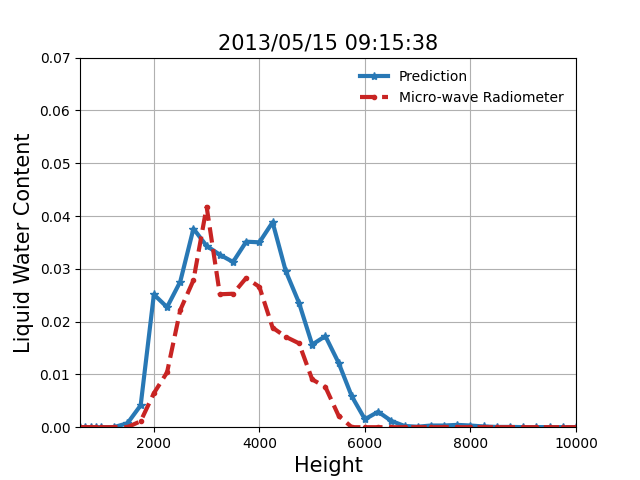 2013/05/15 09:15:38
Prediction
Micro-wave Radiometer
Liquid Water Content
0.07
0.06
0.05
0.04
0.03
0.02
0.01
0.00
2000 4000 6000 8000 10000
Height